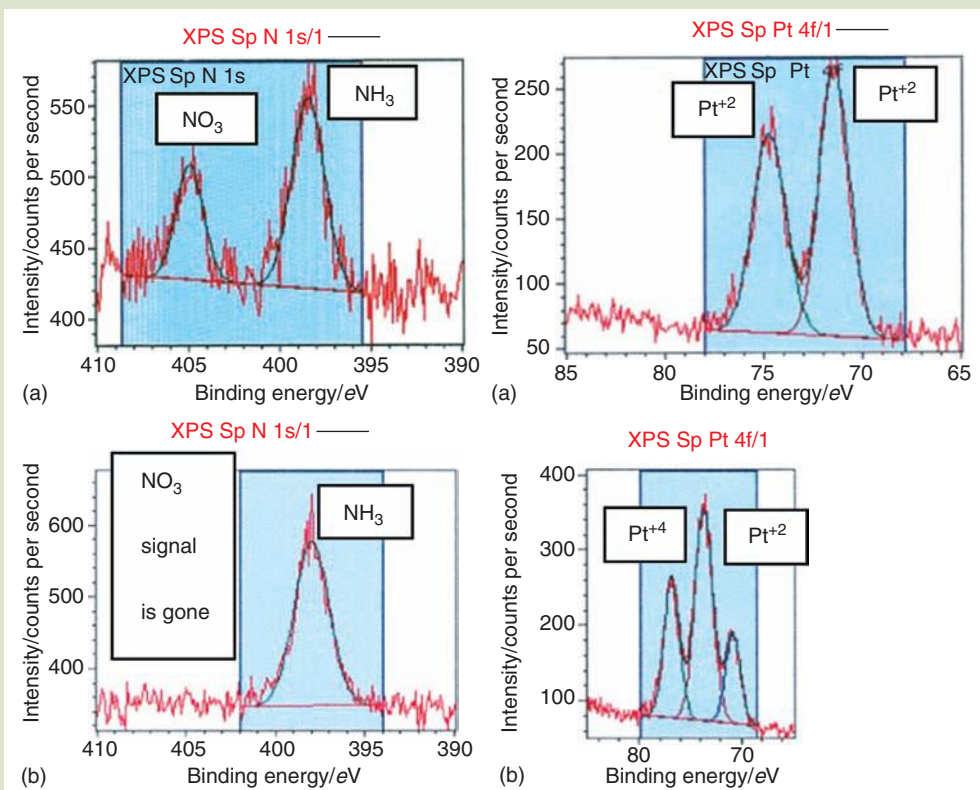 XPS Sp N 1s/1
XPS Sp N 1s
NO3
NH3
Intensity/counts per second
550
500
450
400
410
405
400
395
390
Binding energy/eV
(a)
XPS Sp Pt 4f/1
XPS Sp Pt
Pt+2
Pt+2
Intensity/counts per second
250
200
150
100
50
85
80
75
70
65
Binding energy/eV
(a)
XPS Sp N 1s/1
NO3
signal
is gone
NH3
Intensity/counts per second
600
500
400
410
405
400
395
390
Binding energy/eV
(b)
XPS Sp Pt 4f/1
Pt+4
Pt+2
Intensity/counts per second
400
300
200
100
80
70
Binding energy/eV
(b)